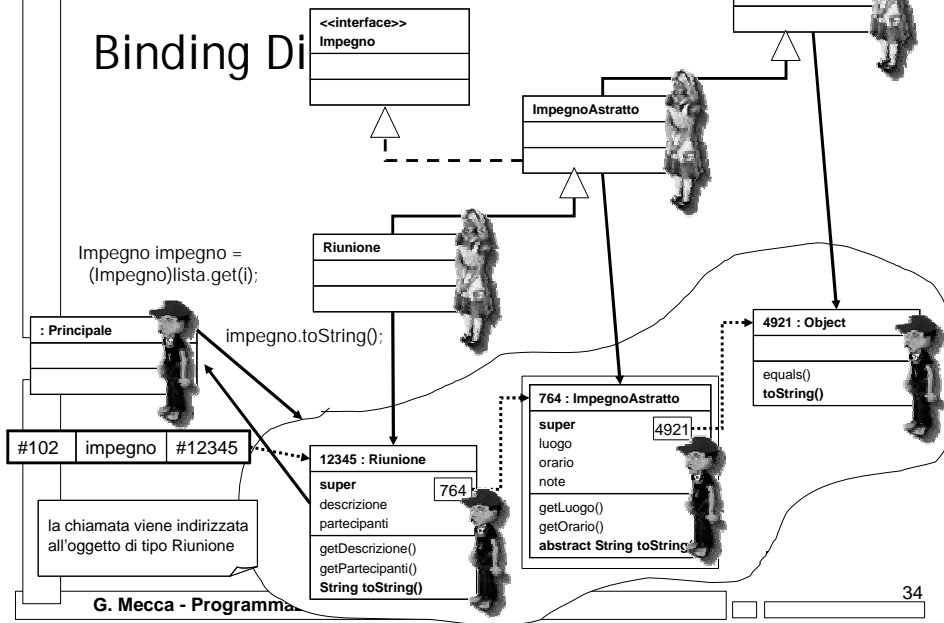 Binding Di
<<interface>>
Impegno
ImpegnoAstratto
Riunione
Impegno impegno =
(Impegno)lista.get(i);
: Principale
impegno.toString();
#102 impegno #12345
la chiamata viene indirizzata
all'oggetto di tipo Riunione
12345 : Riunione
super
764
descrizione
partecipanti
getDescrizione()
getPartecipanti()
String toString()
764 : ImpegnoAstratto
super
4921
luogo
orario
note
getLuogo()
getOrario()
abstract String toString
4921 : Object
equals()
toString()
G. Mecca - Programma
34